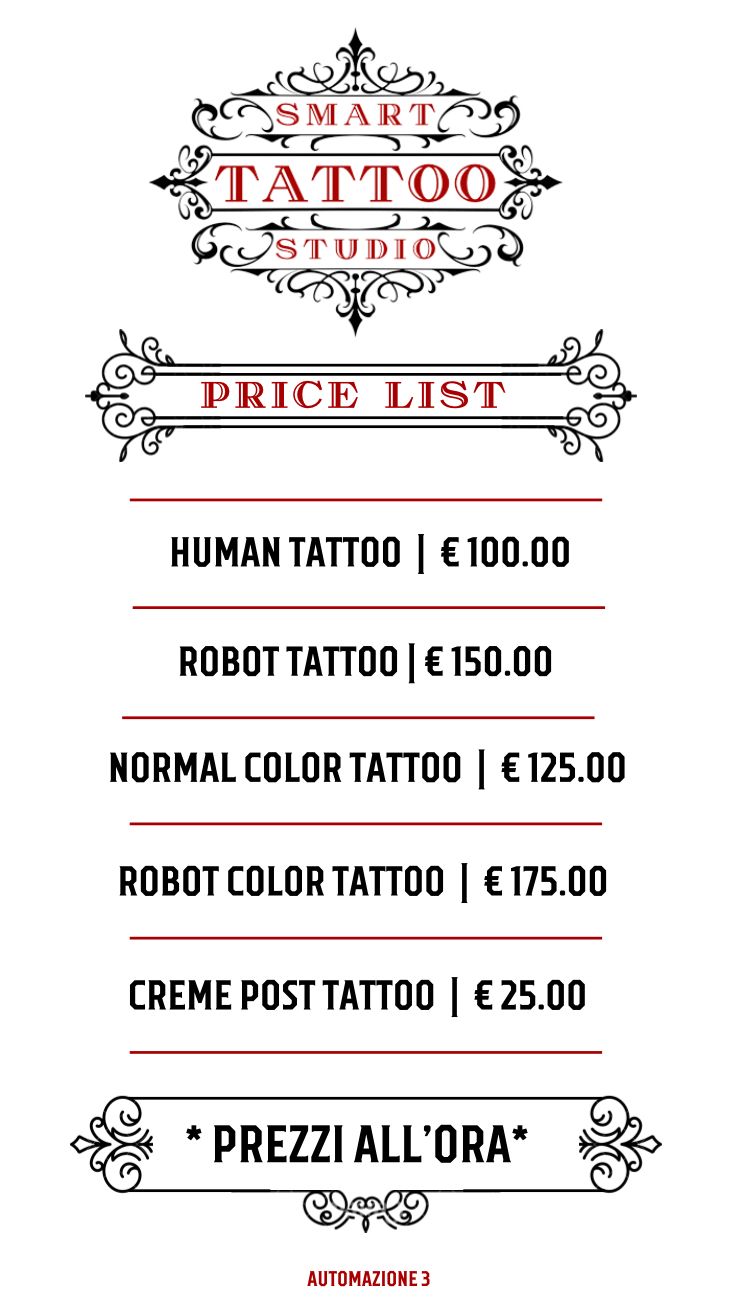 SMART
TATTOO
STUDIO
PRICE LIST
HUMAN TATTOO | € 100.00
ROBOT TATTOO | € 150.00
NORMAL COLOR TATTOO | € 125.00
ROBOT COLOR TATTOO | € 175.00
CREME POST TATTOO | € 25.00
* PREZZI ALL'ORA*
AUTOMAZIONE 3